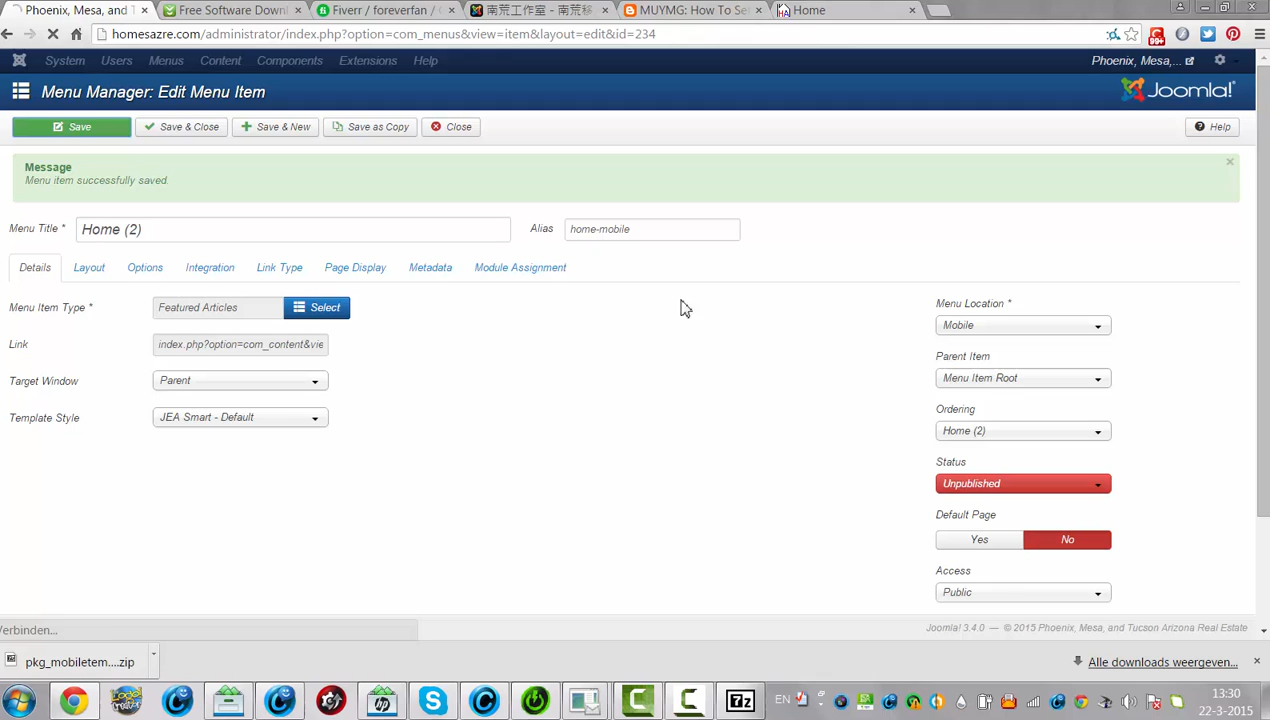 Phoenix, Mesa, and T
Free Software Downl
Fiverr / foreverfan /
南荒工作室 - 南荒移
MUYMG: How To Se
Home
homesazre.com/administrator/index.php?option=com_menus&view=item&layout=edit&id=234
99+
System Users Menus Content Components Extensions Help
Phoenix, Mesa,...
Menu Manager: Edit Menu Item
Joomla!
Save
Save & Close
Save & New
Save as Copy
Close
Help
Message
Menu item successfully saved.
×
Menu Title *
Home (2)
Alias
home-mobile
Details Layout Options Integration Link Type Page Display Metadata Module Assignment
Menu Item Type *
Featured Articles
Select
Link
index.php?option=com_content&vie
Target Window
Parent
Template Style
JEA Smart - Default
Menu Location *
Mobile
Parent Item
Menu Item Root
Ordering
Home (2)
Status
Unpublished
Default Page
Yes No
Access
Public
Verbinden...
Joomla! 3.4.0 — © 2015 Phoenix, Mesa, and Tucson Arizona Real Estate
pkg_mobiletem....zip
Alle downloads weergeven...
EN
13:30
22-3-2015